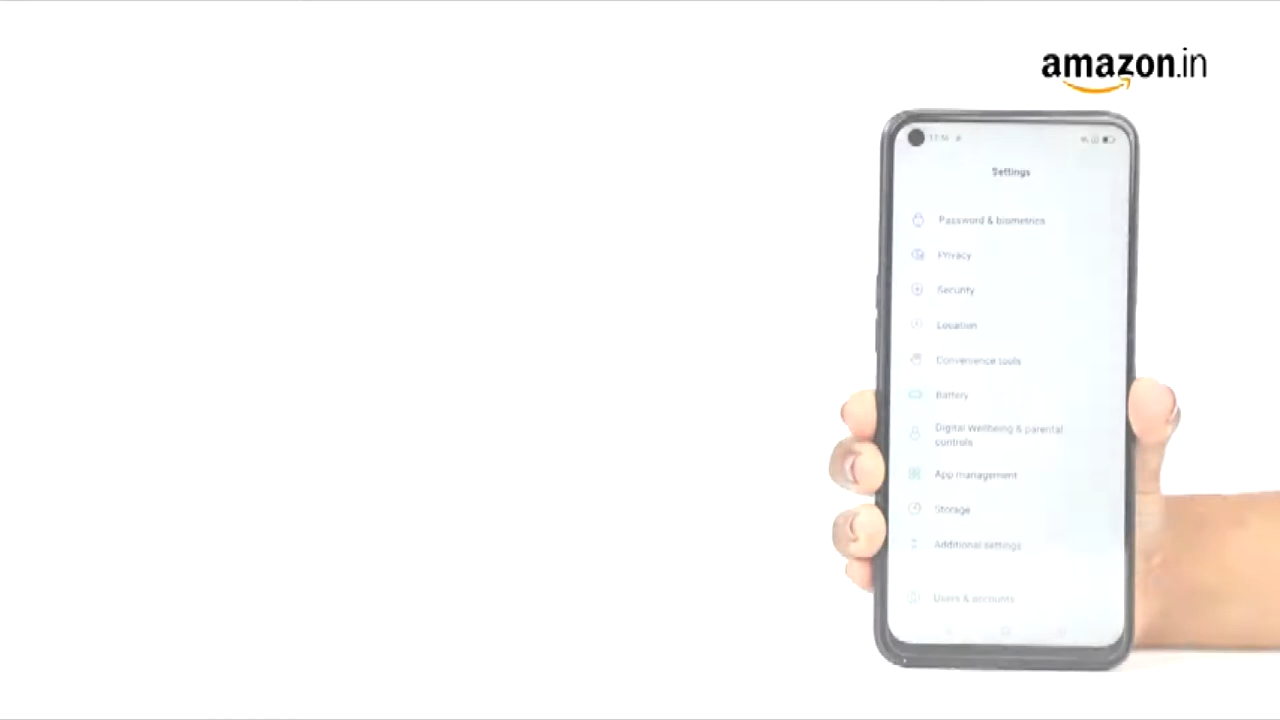 amazon.in
Settings
Password & biometrics
Privacy
Security
Location
Convenience tools
Battery
Digital Wellbeing & parental
controls
App management
Storage
Additional settings
Users & accounts